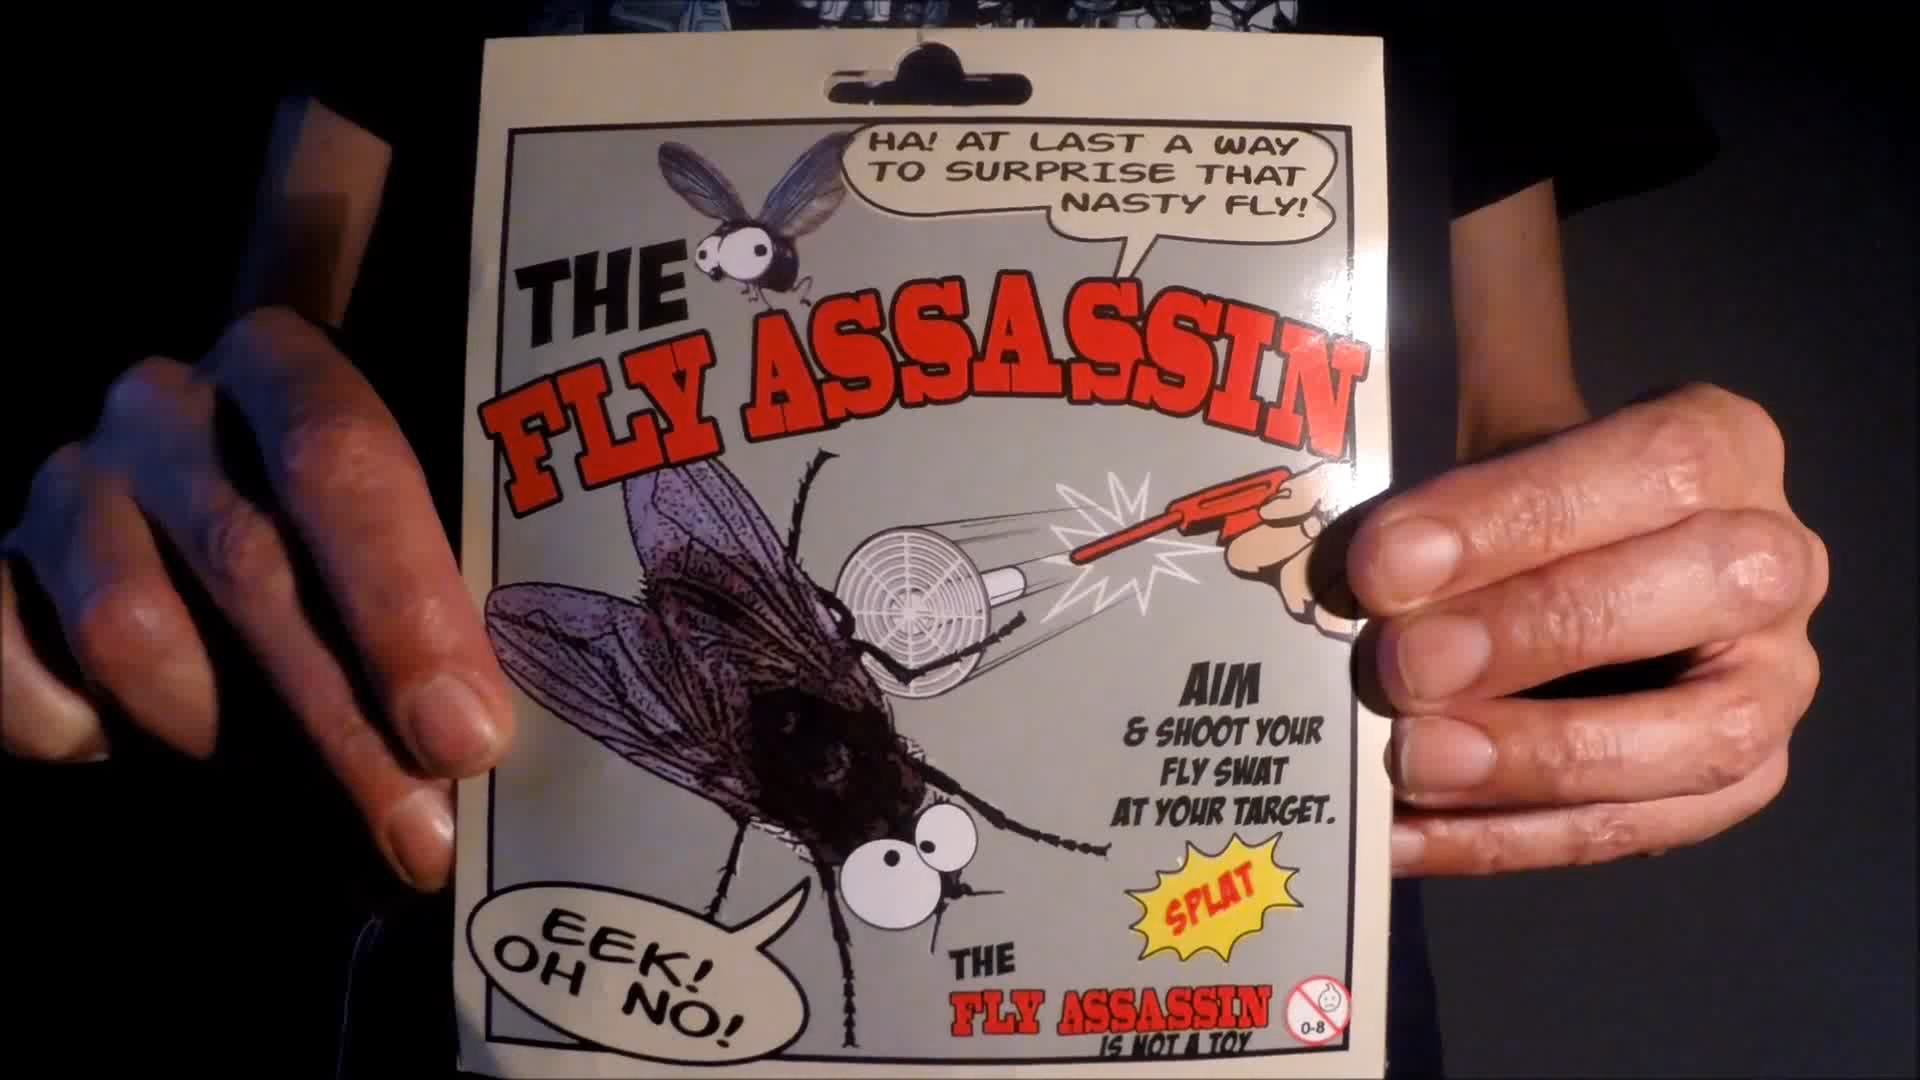 HA! AT LAST A WAY
TO SURPRISE THAT
NASTY FLY!
THE
FLY ASSASSIN
AIM
& SHOOT YOUR
FLY SWAT
AT YOUR TARGET.
SPLAT
EEK!
OH NO!
THE
FLY ASSASSIN
IS NOT A TOY
0-8